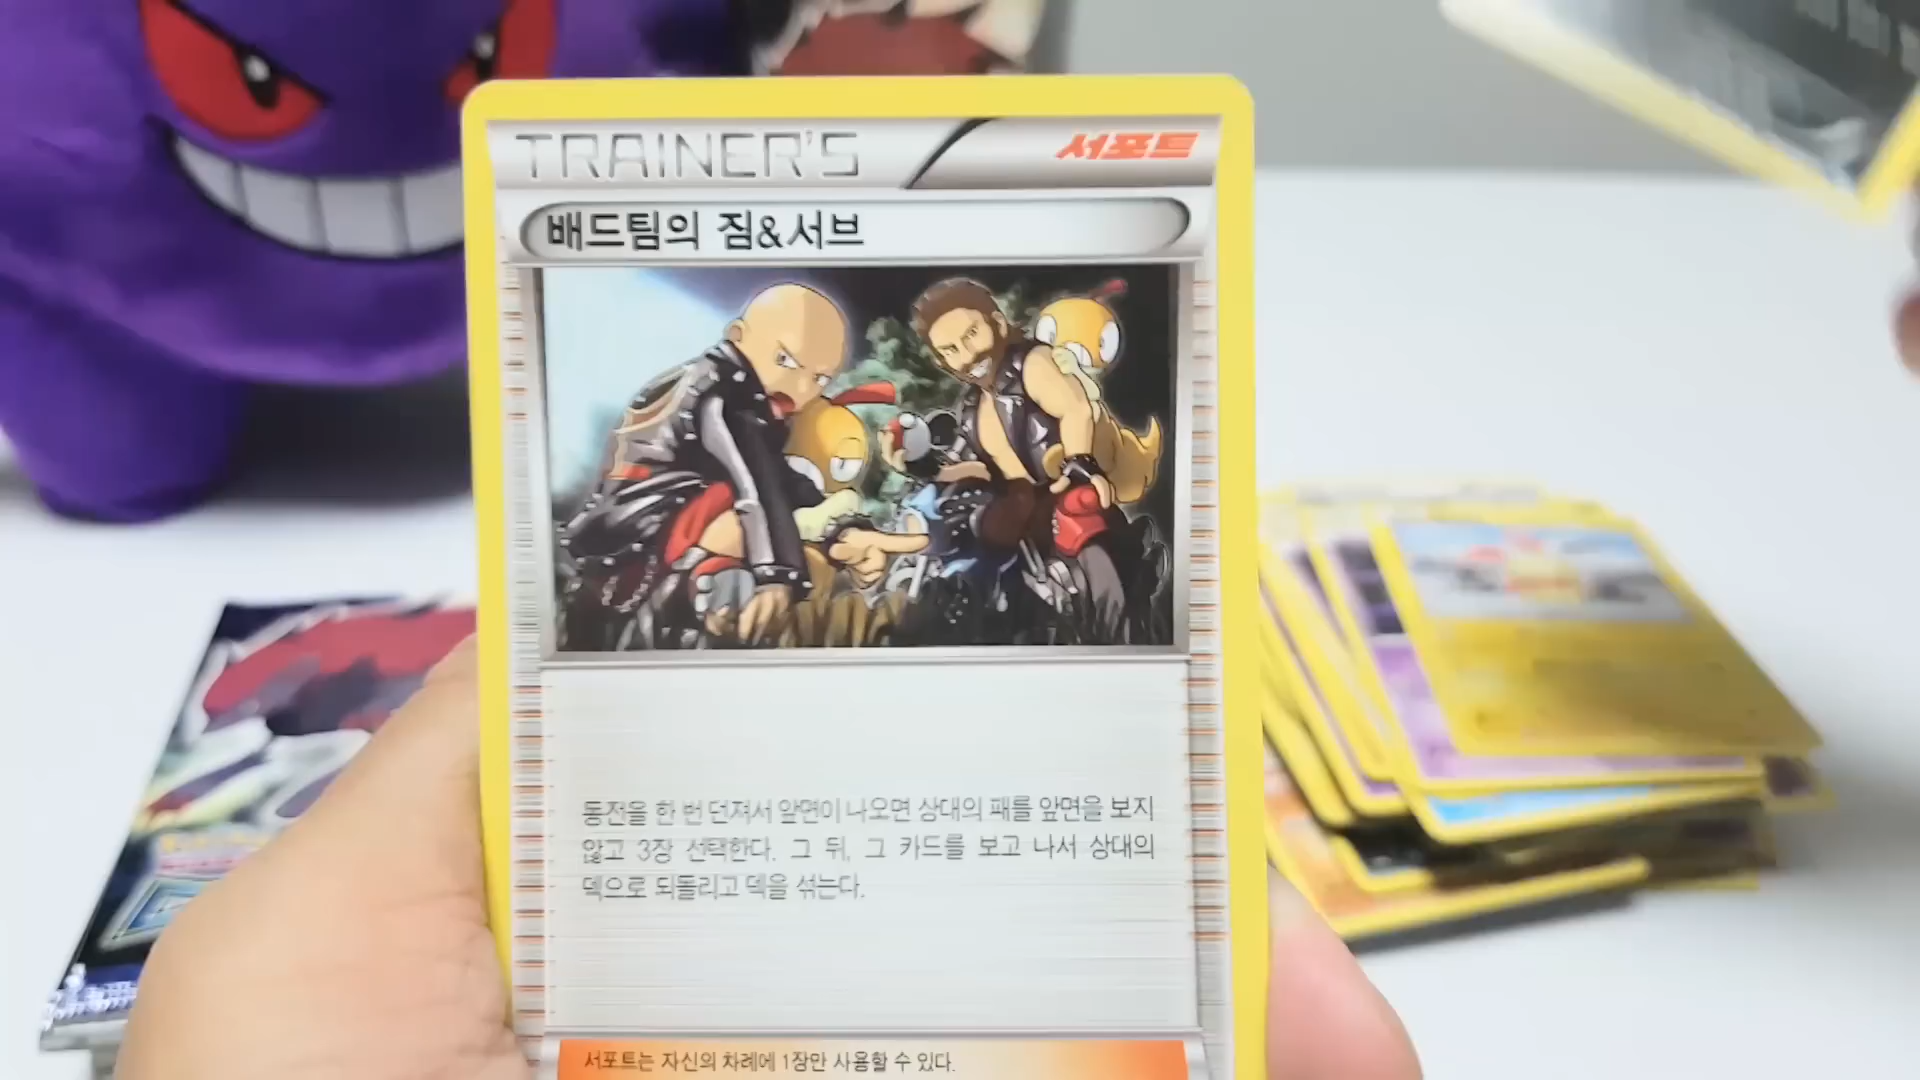 TRAINER'S
서포트
배드팀의 짐&서브
동전을 한 번 던져서 앞면이 나오면 상대의 패를 앞면을 보지
않고 3장 선택한다. 그 뒤, 그 카드를 보고 나서 상대의
덱으로 되돌리고 덱을 섞는다.
서포트는 자신의 차례에 1장만 사용할 수 있다.